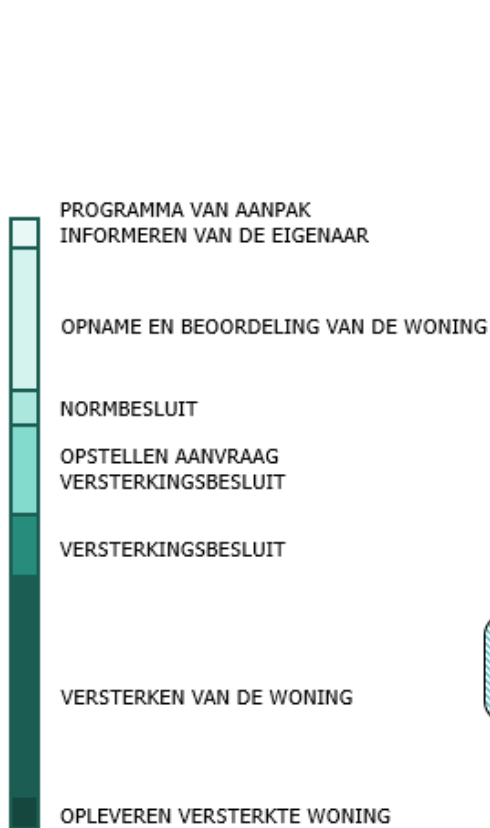 PROGRAMMA VAN AANPAK
INFORMEREN VAN DE EIGENAAR
OPNAME EN BEOORDELING VAN DE WONING
NORMBESLUIT
OPSTELLEN AANVRAAG
VERSTERKINGSBESLUIT
VERSTERKINGSBESLUIT
VERSTERKEN VAN DE WONING
OPLEVEREN VERSTERKTE WONING